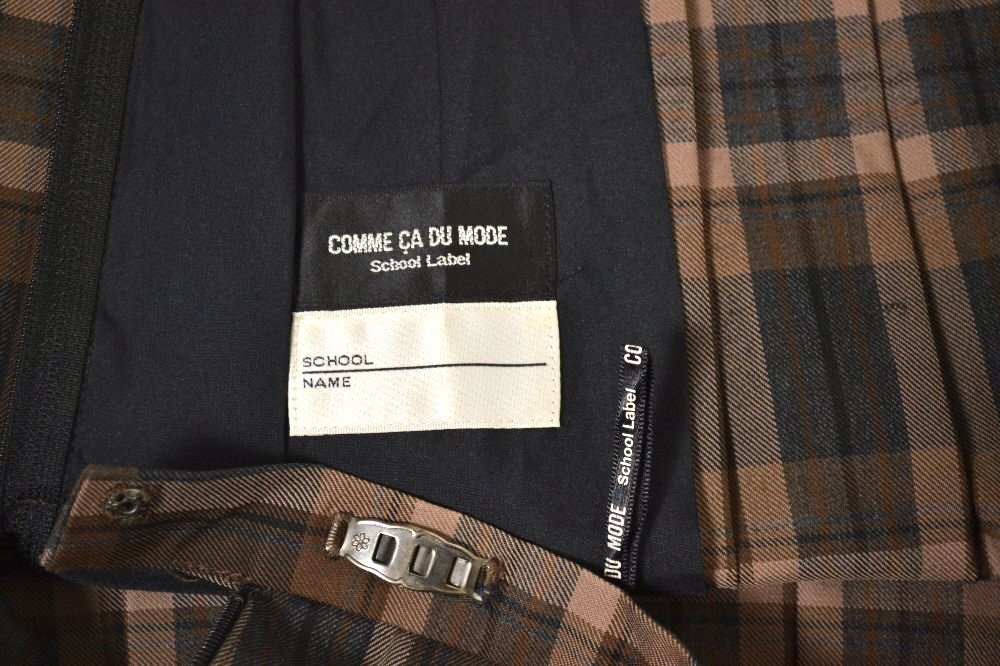 COMME ÇA DU MODE
School Label
SCHOOL
NAME
DU MODE School Label CO